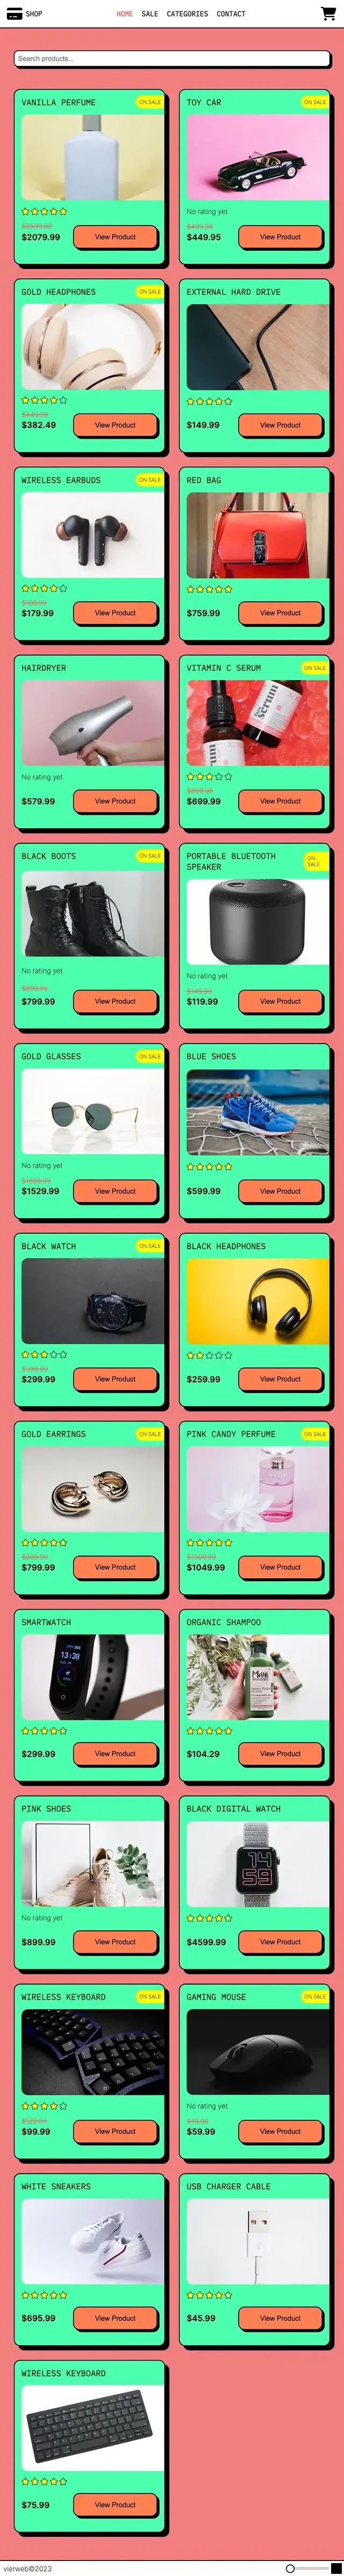 SHOP HOME SALE CATEGORIES CONTACT
Search products...
VANILLA PERFUME
ON SALE
$2599.99
$2079.99
View Product
TOY CAR
ON SALE
No rating yet
$499.95
$449.95
View Product
GOLD HEADPHONES
ON SALE
$449.99
$382.49
View Product
EXTERNAL HARD DRIVE
$149.99
View Product
WIRELESS EARBUDS
ON SALE
$179.99
View Product
RED BAG
$759.99
View Product
HAIRDRYER
No rating yet
$579.99
View Product
VITAMIN C SERUM
ON SALE
serum
$899.99
$699.99
View Product
BLACK BOOTS
ON SALE
No rating yet
$899.99
$799.99
View Product
PORTABLE BLUETOOTH
SPEAKER
ON
SALE
No rating yet
$149.99
$119.99
View Product
GOLD GLASSES
ON SALE
No rating yet
$1529.99
View Product
BLUE SHOES
$599.99
View Product
BLACK WATCH
ON SALE
$399.99
$299.99
View Product
BLACK HEADPHONES
$259.99
View Product
GOLD EARRINGS
ON SALE
$799.99
View Product
PINK CANDY PERFUME
ON SALE
$1049.99
View Product
SMARTWATCH
13:38
$299.99
View Product
ORGANIC SHAMPOO
Maui
$104.29
View Product
PINK SHOES
No rating yet
$899.99
View Product
BLACK DIGITAL WATCH
14
59
$4599.99
View Product
WIRELESS KEYBOARD
ON SALE
$129.99
$99.99
View Product
GAMING MOUSE
ON SALE
No rating yet
$79.99
$59.99
View Product
WHITE SNEAKERS
$695.99
View Product
USB CHARGER CABLE
$45.99
View Product
WIRELESS KEYBOARD
$75.99
View Product
vierweb©2023